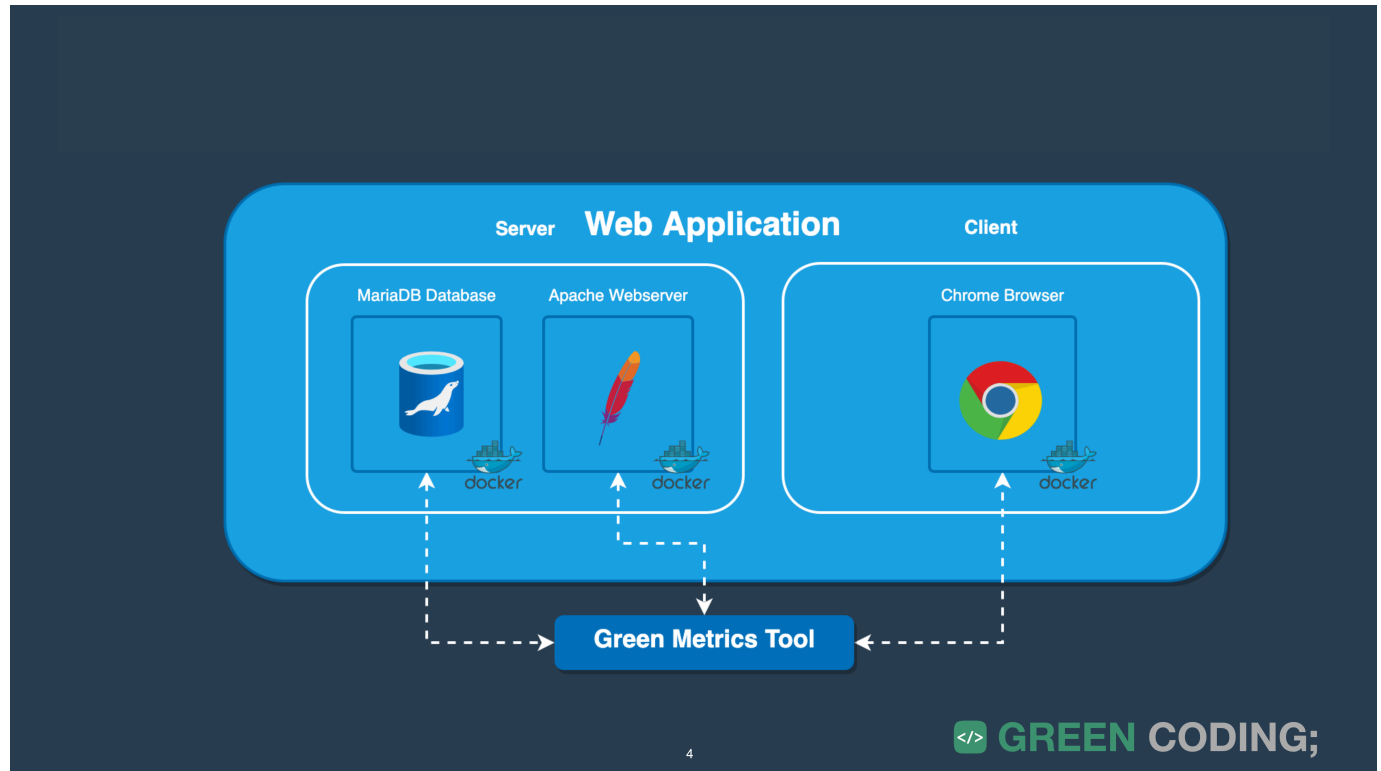 Web Application
Server
Client
MariaDB Database
Apache Webserver
Chrome Browser
docker
docker
docker
Green Metrics Tool
</> GREEN CODING;
4